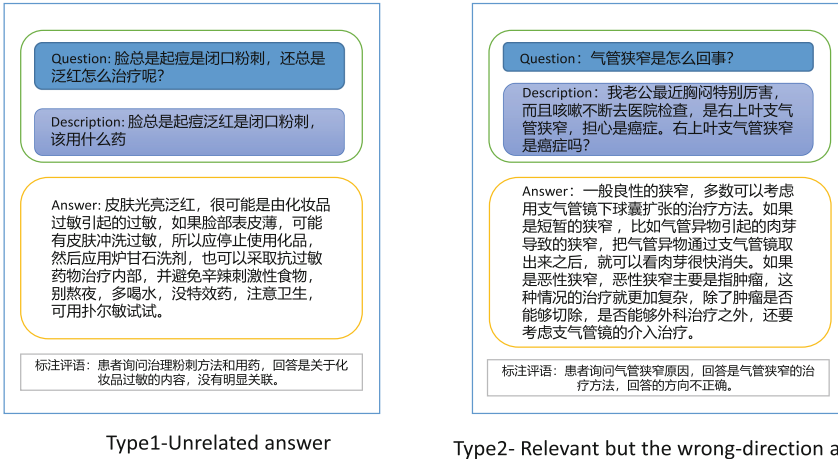 Question: 脸总是起痘是闭口粉刺，还总是
泛红怎么治疗呢？
Description: 脸总是起痘泛红是闭口粉刺，
该用什么药
Answer: 皮肤光亮泛红，很可能是由化妆品
过敏引起的过敏，如果脸部表皮薄，可能
有皮肤冲洗过敏，所以应停止使用化品，
然后应用炉甘石洗剂，也可以采取抗过敏
药物治疗内部，并避免辛辣刺激性食物，
别熬夜，多喝水，没特效药，注意卫生，
可用扑尔敏试试。
标注评语：患者询问治理粉刺方法和用药，回答是关于化
妆品过敏的内容，没有明显关联。
Type1-Unrelated answer
Question：气管狭窄是怎么回事？
Description：我老公最近胸闷特别厉害，
而且咳嗽不断去医院检查，是右上叶支气
管狭窄，担心是癌症。右上叶支气管狭窄
是癌症吗？
Answer：一般良性的狭窄，多数可以考虑
用支气管镜下球囊扩张的治疗方法。如果
是短暂的狭窄，比如气管异物引起的肉芽
导致的狭窄，把气管异物通过支气管镜取
出来之后，就可以看肉芽很快消失。如果
是恶性狭窄，恶性狭窄主要是指肿瘤，这
种情况的治疗就更加复杂，除了肿瘤是否
能够切除，是否能够外科治疗之外，还要
考虑支气管镜的介入治疗。
标注评语：患者询问气管狭窄原因，回答是气管狭窄的治
疗方法，回答的方向不正确。
Type2- Relevant but the wrong-direction a